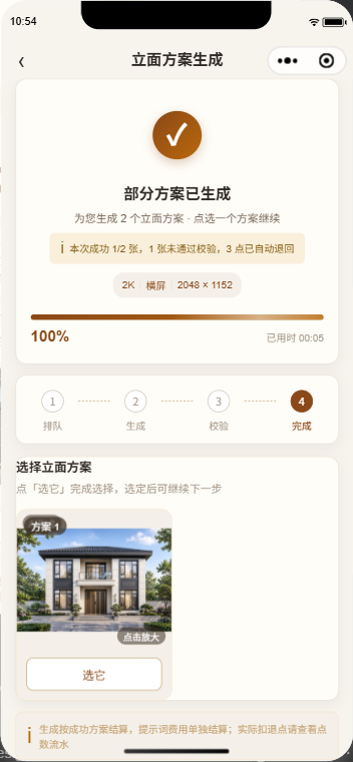 10:54
立面方案生成
部分方案已生成
为您生成 2 个立面方案 · 点选一个方案继续
本次成功 1/2 张，1 张未通过校验，3 点已自动退回
2K 横屏 2048 × 1152
100% 已用时 00:05
1 2 3 4
排队 生成 校验 完成
选择立面方案
点「选它」完成选择，选定后可继续下一步
方案 1
点击放大
选它
生成按成功方案结算，提示词费用单独结算；实际扣退点请查看点
数流水